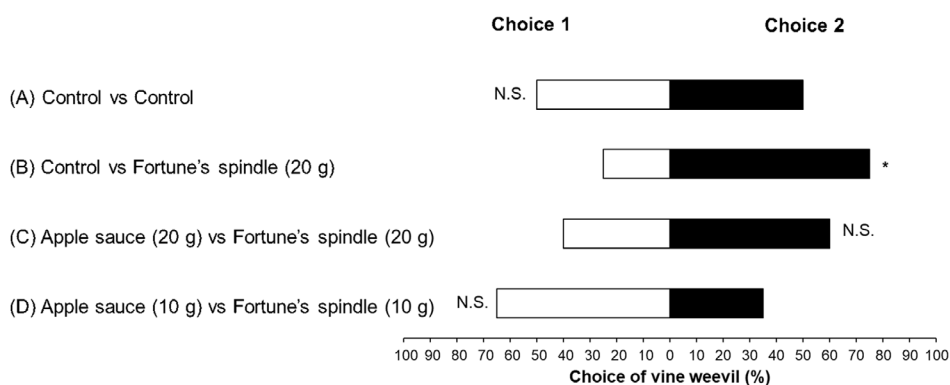 Choice 1 Choice 2
(A) Control vs Control N.S.
(B) Control vs Fortune's spindle (20 g) *
(C) Apple sauce (20 g) vs Fortune's spindle (20 g) N.S.
(D) Apple sauce (10 g) vs Fortune's spindle (10 g) N.S.
100 90 80 70 60 50 40 30 20 10 0 10 20 30 40 50 60 70 80 90 100
Choice of vine weevil (%)